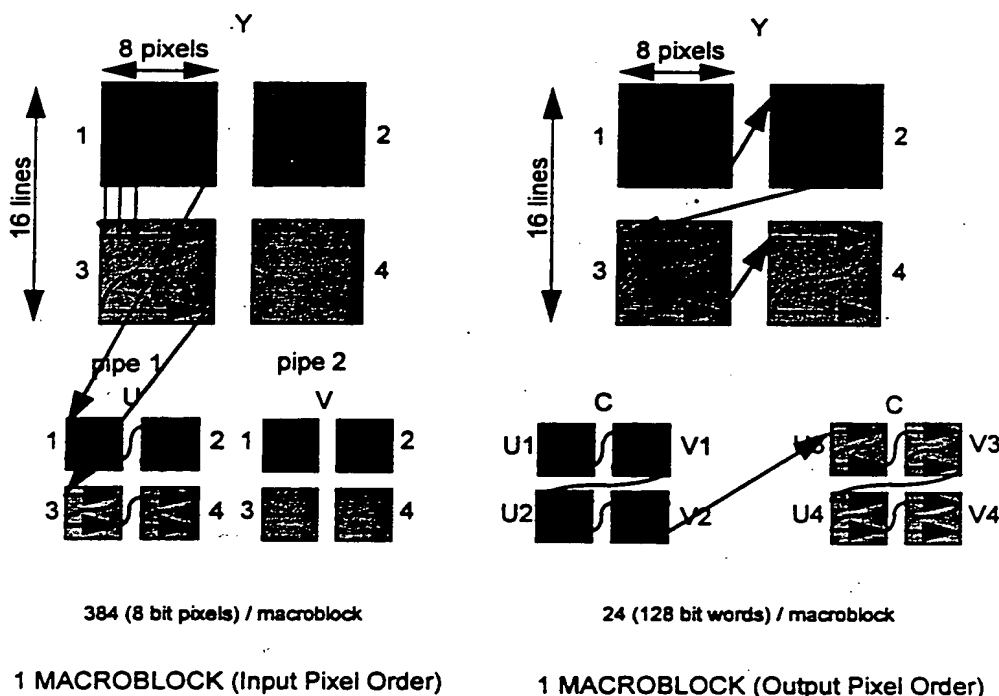 Y
8 pixels
1
2
16 lines
3
4
pipe 1
pipe 2
U
V
1
2
1
2
3
4
3
4
384 (8 bit pixels) / macroblock
1 MACROBLOCK (Input Pixel Order)
Y
8 pixels
1
2
16 lines
3
4
C
C
U1
V1
V3
U2
V2
U4
V4
24 (128 bit words) / macroblock
1 MACROBLOCK (Output Pixel Order)